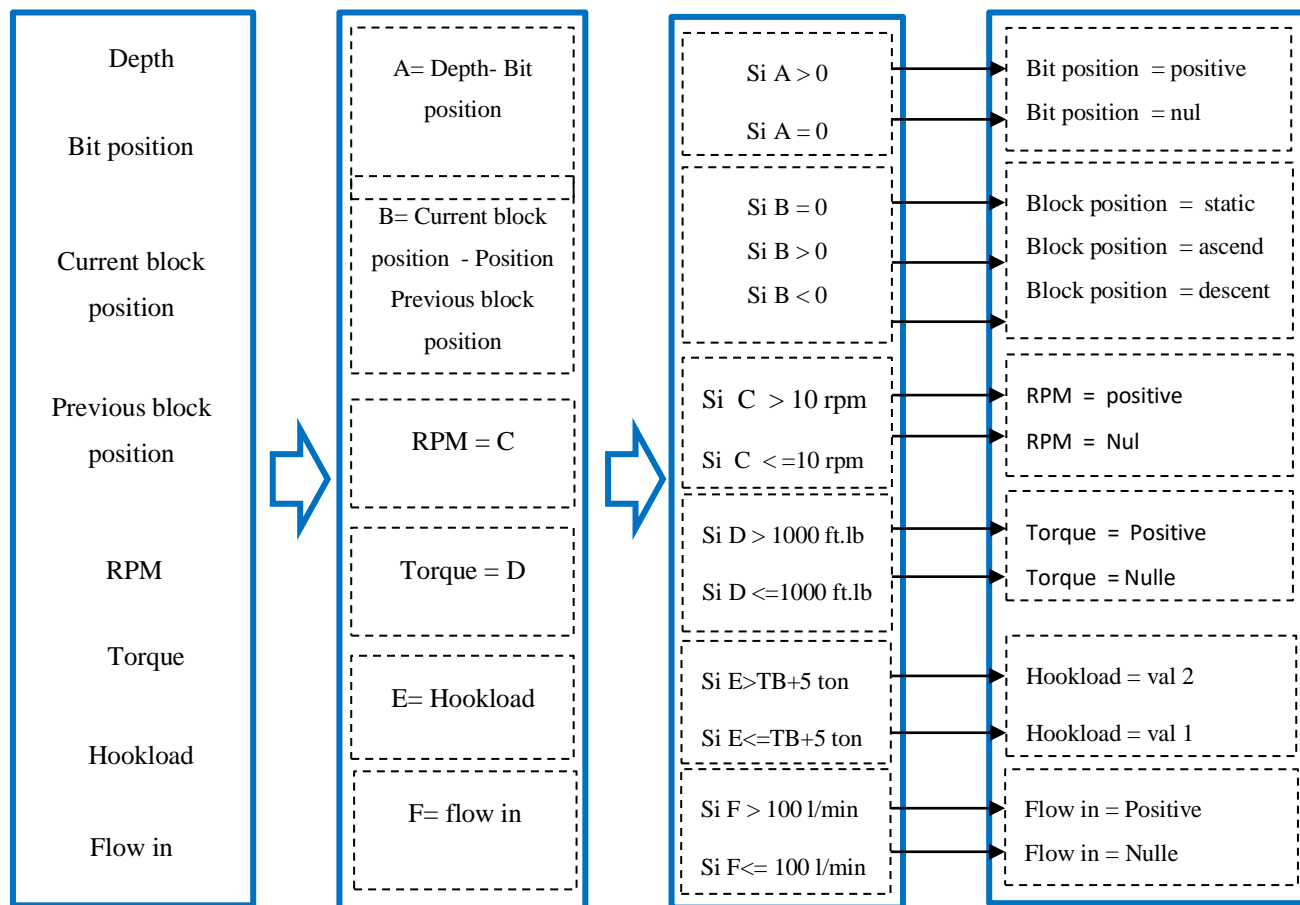 Depth
Bit position
Current block
position
Previous block
position
RPM
Torque
Hookload
Flow in
A= Depth- Bit
position
B= Current block
position - Position
Previous block
position
RPM = C
Torque = D
E= Hookload
F= flow in
Si A > 0
Si A = 0
Si B = 0
Si B > 0
Si B < 0
Si C > 10 rpm
Si C < =10 rpm
Si D > 1000 ft.lb
Si D <=1000 ft.lb
Si E>TB+5 ton
Si E<=TB+5 ton
Si F > 100 l/min
Si F<= 100 l/min
Bit position = positive
Bit position = nul
Block position = static
Block position = ascend
Block position = descent
RPM = positive
RPM = Nul
Torque = Positive
Torque = Nulle
Hookload = val 2
Hookload = val 1
Flow in = Positive
Flow in = Nulle